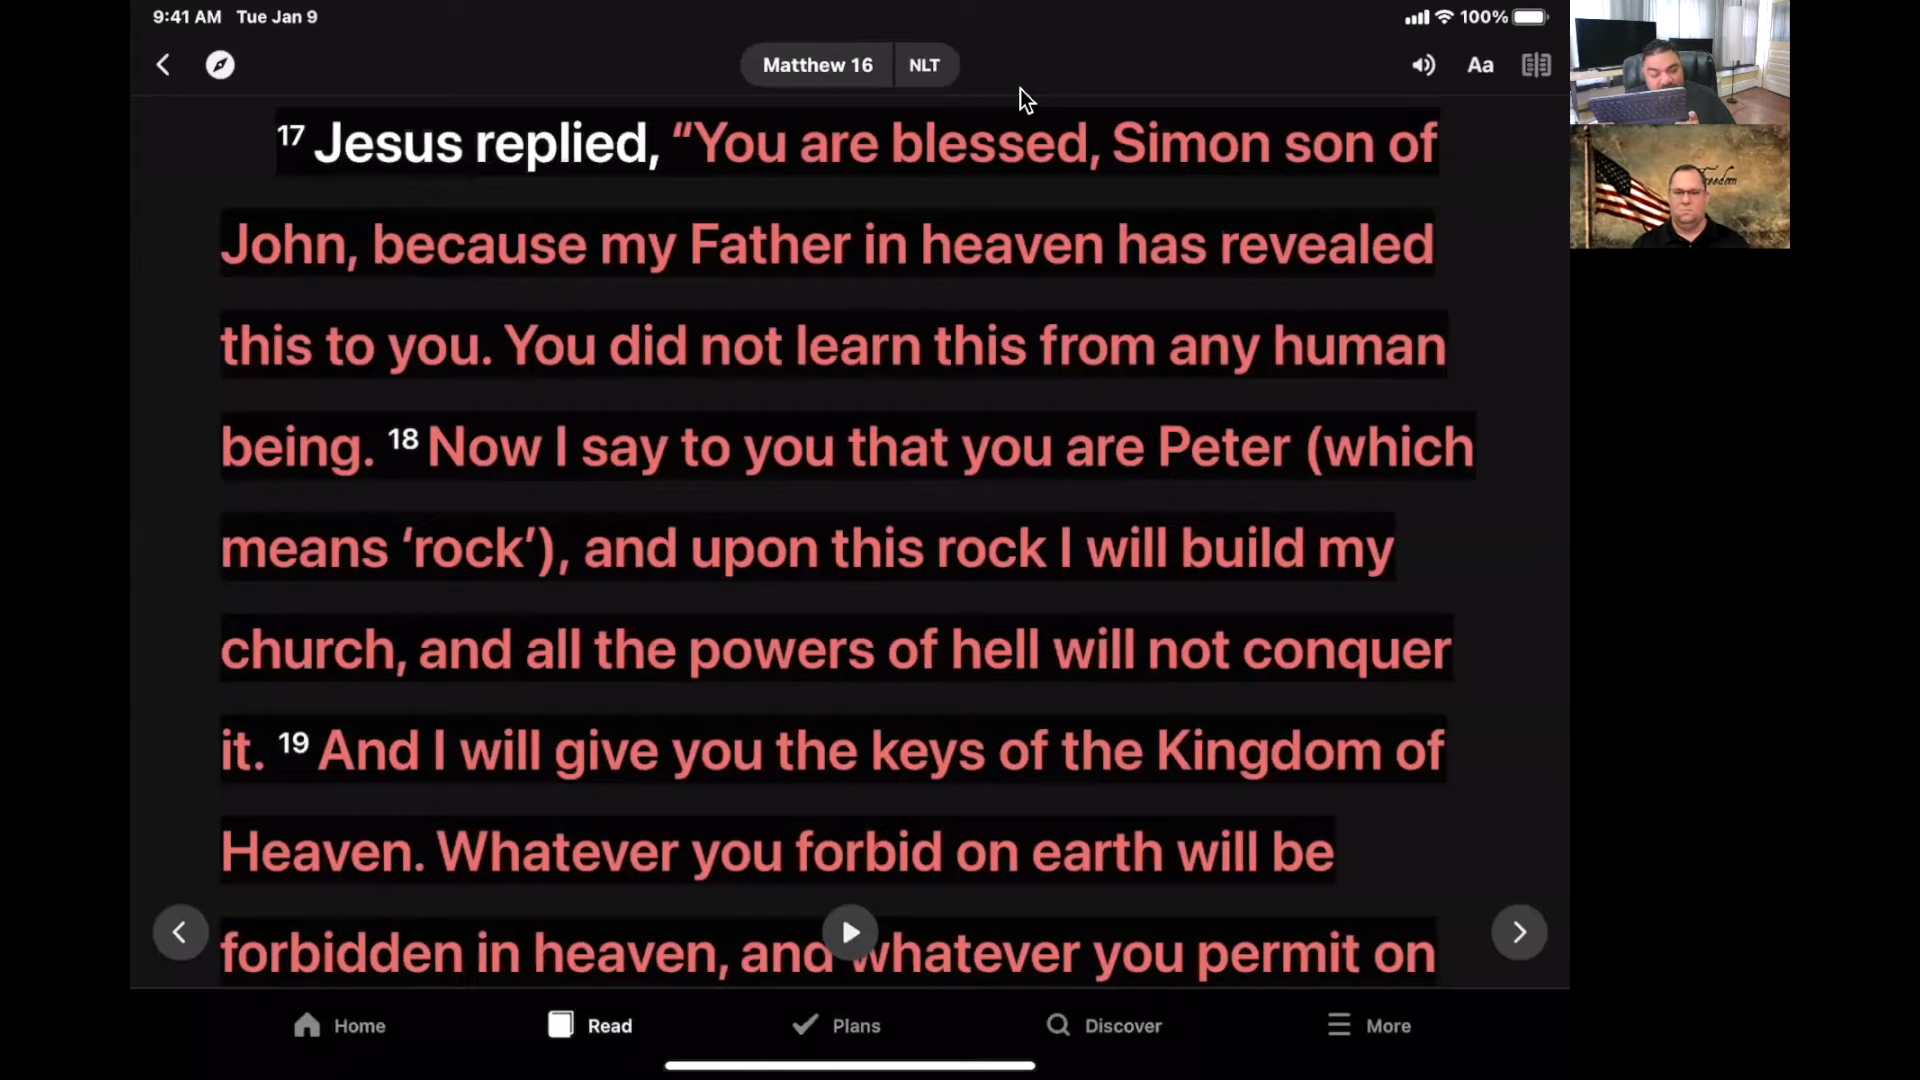 9:41 AM Tue Jan 9
100%
Matthew 16 NLT
Aa
17 Jesus replied, “You are blessed, Simon son of
John, because my Father in heaven has revealed
this to you. You did not learn this from any human
being. 18 Now I say to you that you are Peter (which
means ‘rock’), and upon this rock I will build my
church, and all the powers of hell will not conquer
it. 19 And I will give you the keys of the Kingdom of
Heaven. Whatever you forbid on earth will be
forbidden in heaven, and whatever you permit on
Home Read Plans Discover More